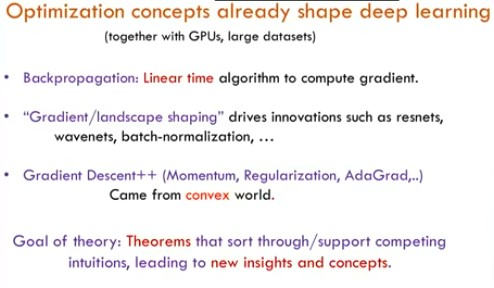 Optimization concepts already shape deep learning
(together with GPUs, large datasets)
• Backpropagation: Linear time algorithm to compute gradient.
• “Gradient/landscape shaping” drives innovations such as resnets,
wavenets, batch-normalization, ...
• Gradient Descent++ (Momentum, Regularization, AdaGrad,..)
Came from convex world.
Goal of theory: Theorems that sort through/support competing
intuitions, leading to new insights and concepts.